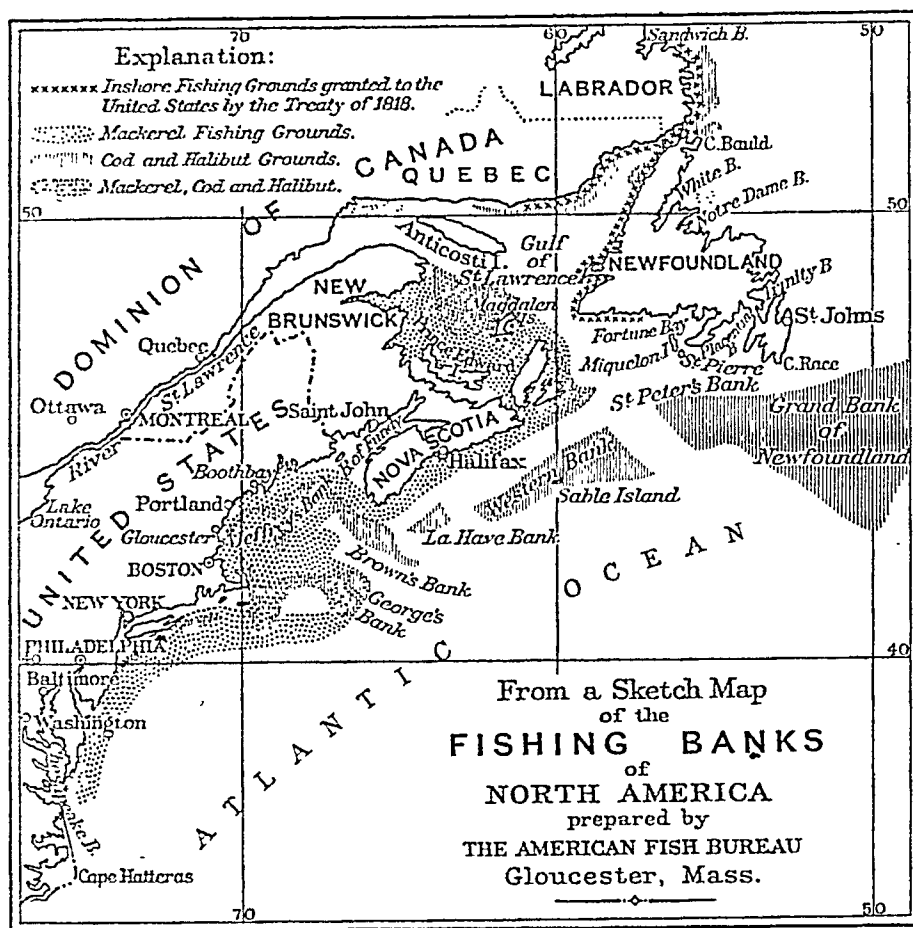 70
60
50
Explanation:
Inshore Fishing Grounds granted to the
United States by the Treaty of 1818.
Mackerel Fishing Grounds.
Cod and Halibut Grounds.
Mackerel, Cod and Halibut.
Sandwich B.
LABRADOR
C. Bauld
White B.
Notre Dame B.
DOMINION OF CANADA
QUEBEC
50
50
Anticosti I.
Gulf
of
St Lawrence
NEWFOUNDLAND
Trinity B
NEW
BRUNSWICK
Magdalen
Is
Prince Edward
I.
Fortune Bay
Placentia
B
St Johns
Miquelon I
St Pierre
C. Race
Quebec
St Lawrence
River
Ottawa
MONTREAL
Saint John
St Peter's Bank
Grand Bank
of
Newfoundland
UNITED STATES
Boothbay
B of Fundy
NOVA SCOTIA
Halifax
Western Bank
Sable Island
Lake
Ontario
Portland
Gloucester
Jeffrey's Bank
La Have Bank
BOSTON
Brown's Bank
NEW YORK
George's
Bank
ATLANTIC OCEAN
PHILADELPHIA
40
Baltimore
Washington
Cape Hatteras
From a Sketch Map
of the
FISHING BANKS
of
NORTH AMERICA
prepared by
THE AMERICAN FISH BUREAU
Gloucester, Mass.
70
50